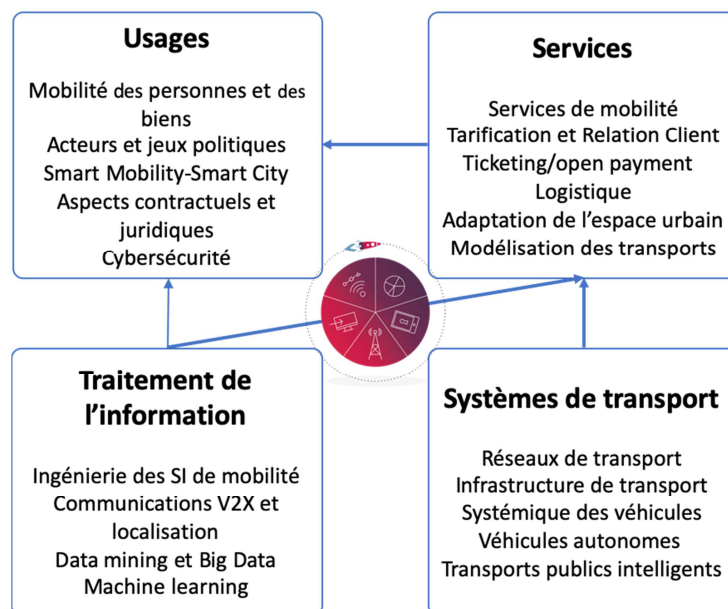 Usages
Mobilité des personnes et des
biens
Acteurs et jeux politiques
Smart Mobility-Smart City
Aspects contractuels et
juridiques
Cybersécurité
Services
Services de mobilité
Tarification et Relation Client
Ticketing/open payment
Logistique
Adaptation de l’espace urbain
Modélisation des transports
Traitement de
l’information
Ingénierie des SI de mobilité
Communications V2X et
localisation
Data mining et Big Data
Machine learning
Systèmes de transport
Réseaux de transport
Infrastructure de transport
Systémique des véhicules
Véhicules autonomes
Transports publics intelligents